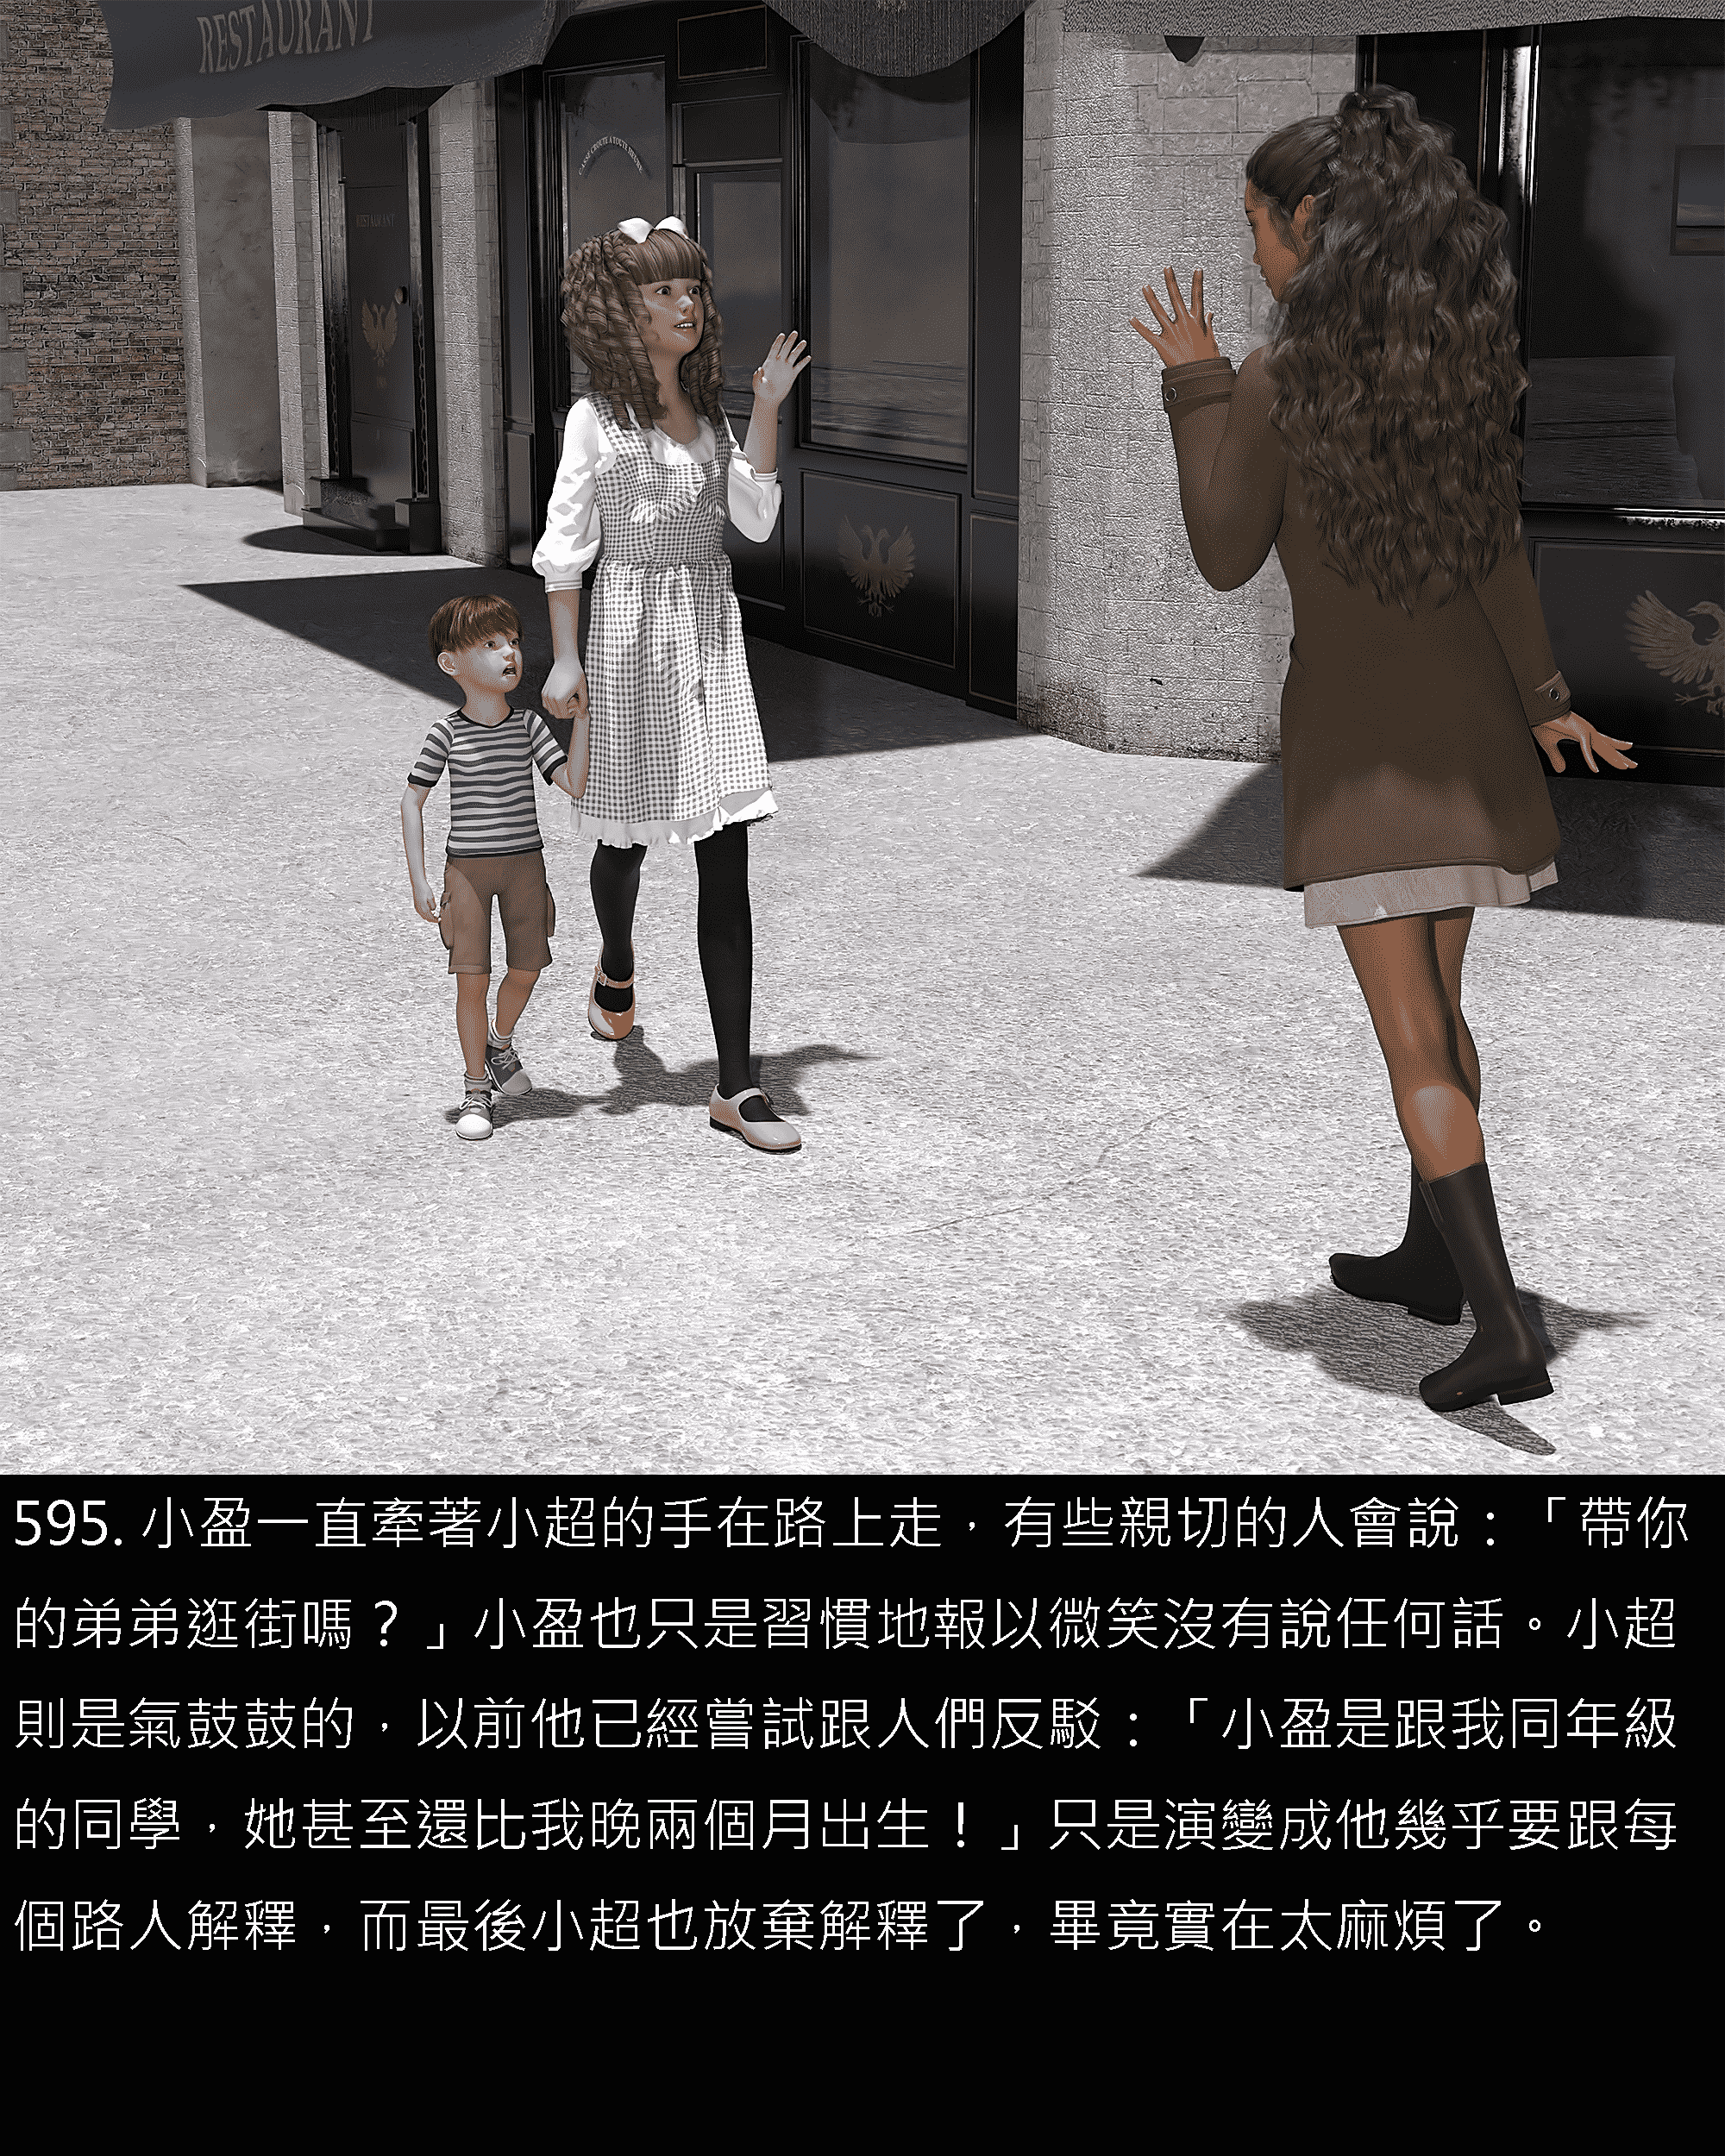 RESTAURANT
CASSE CROUTE A TOUTE HEURE
RESTAURANT
595. 小盈一直牽著小超的手在路上走，有些親切的人會說：「帶你
的弟弟逛街嗎？」小盈也只是習慣地報以微笑沒有說任何話。小超
則是氣鼓鼓的，以前他已經嘗試跟人們反駁：「小盈是跟我同年級
的同學，她甚至還比我晚兩個月出生！」只是演變成他幾乎要跟每
個路人解釋，而最後小超也放棄解釋了，畢竟實在太麻煩了。